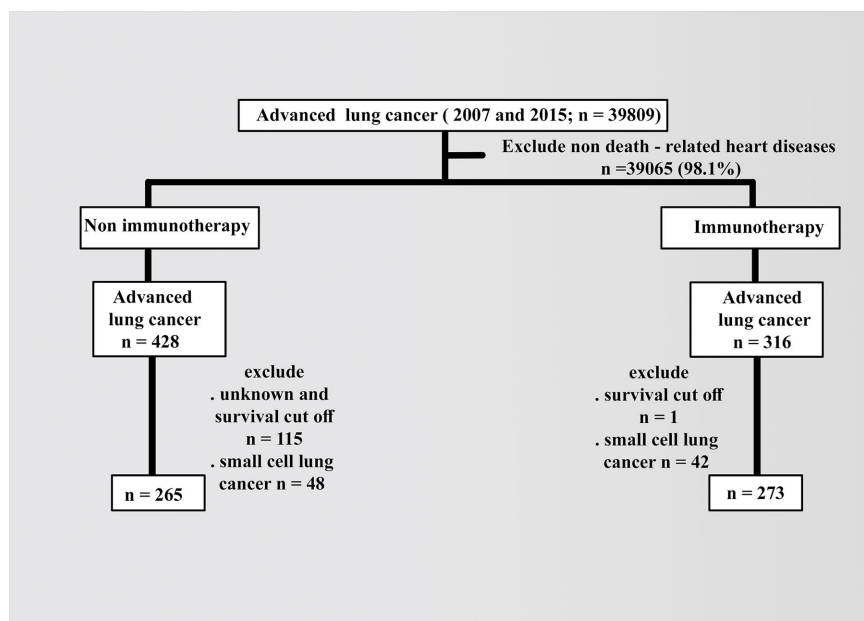 Advanced lung cancer ( 2007 and 2015; n = 39809)
Exclude non death - related heart diseases
n =39065 (98.1%)
Non immunotherapy
Immunotherapy
Advanced
lung cancer
n = 428
Advanced
lung cancer
n = 316
exclude
. unknown and
survival cut off
n = 115
. small cell lung
cancer n = 48
exclude
. survival cut off
n = 1
. small cell lung
cancer n = 42
n = 265
n = 273